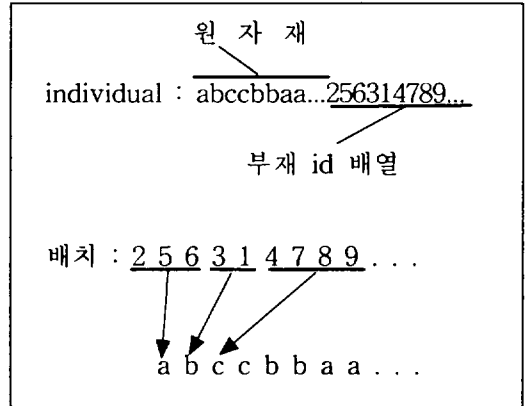 원 자 재
individual : abccbbaa...256314789...
부재 id 배열
배치 : 2 5 6 3 1 4 7 8 9 . . .
a b c c b b a a . . .